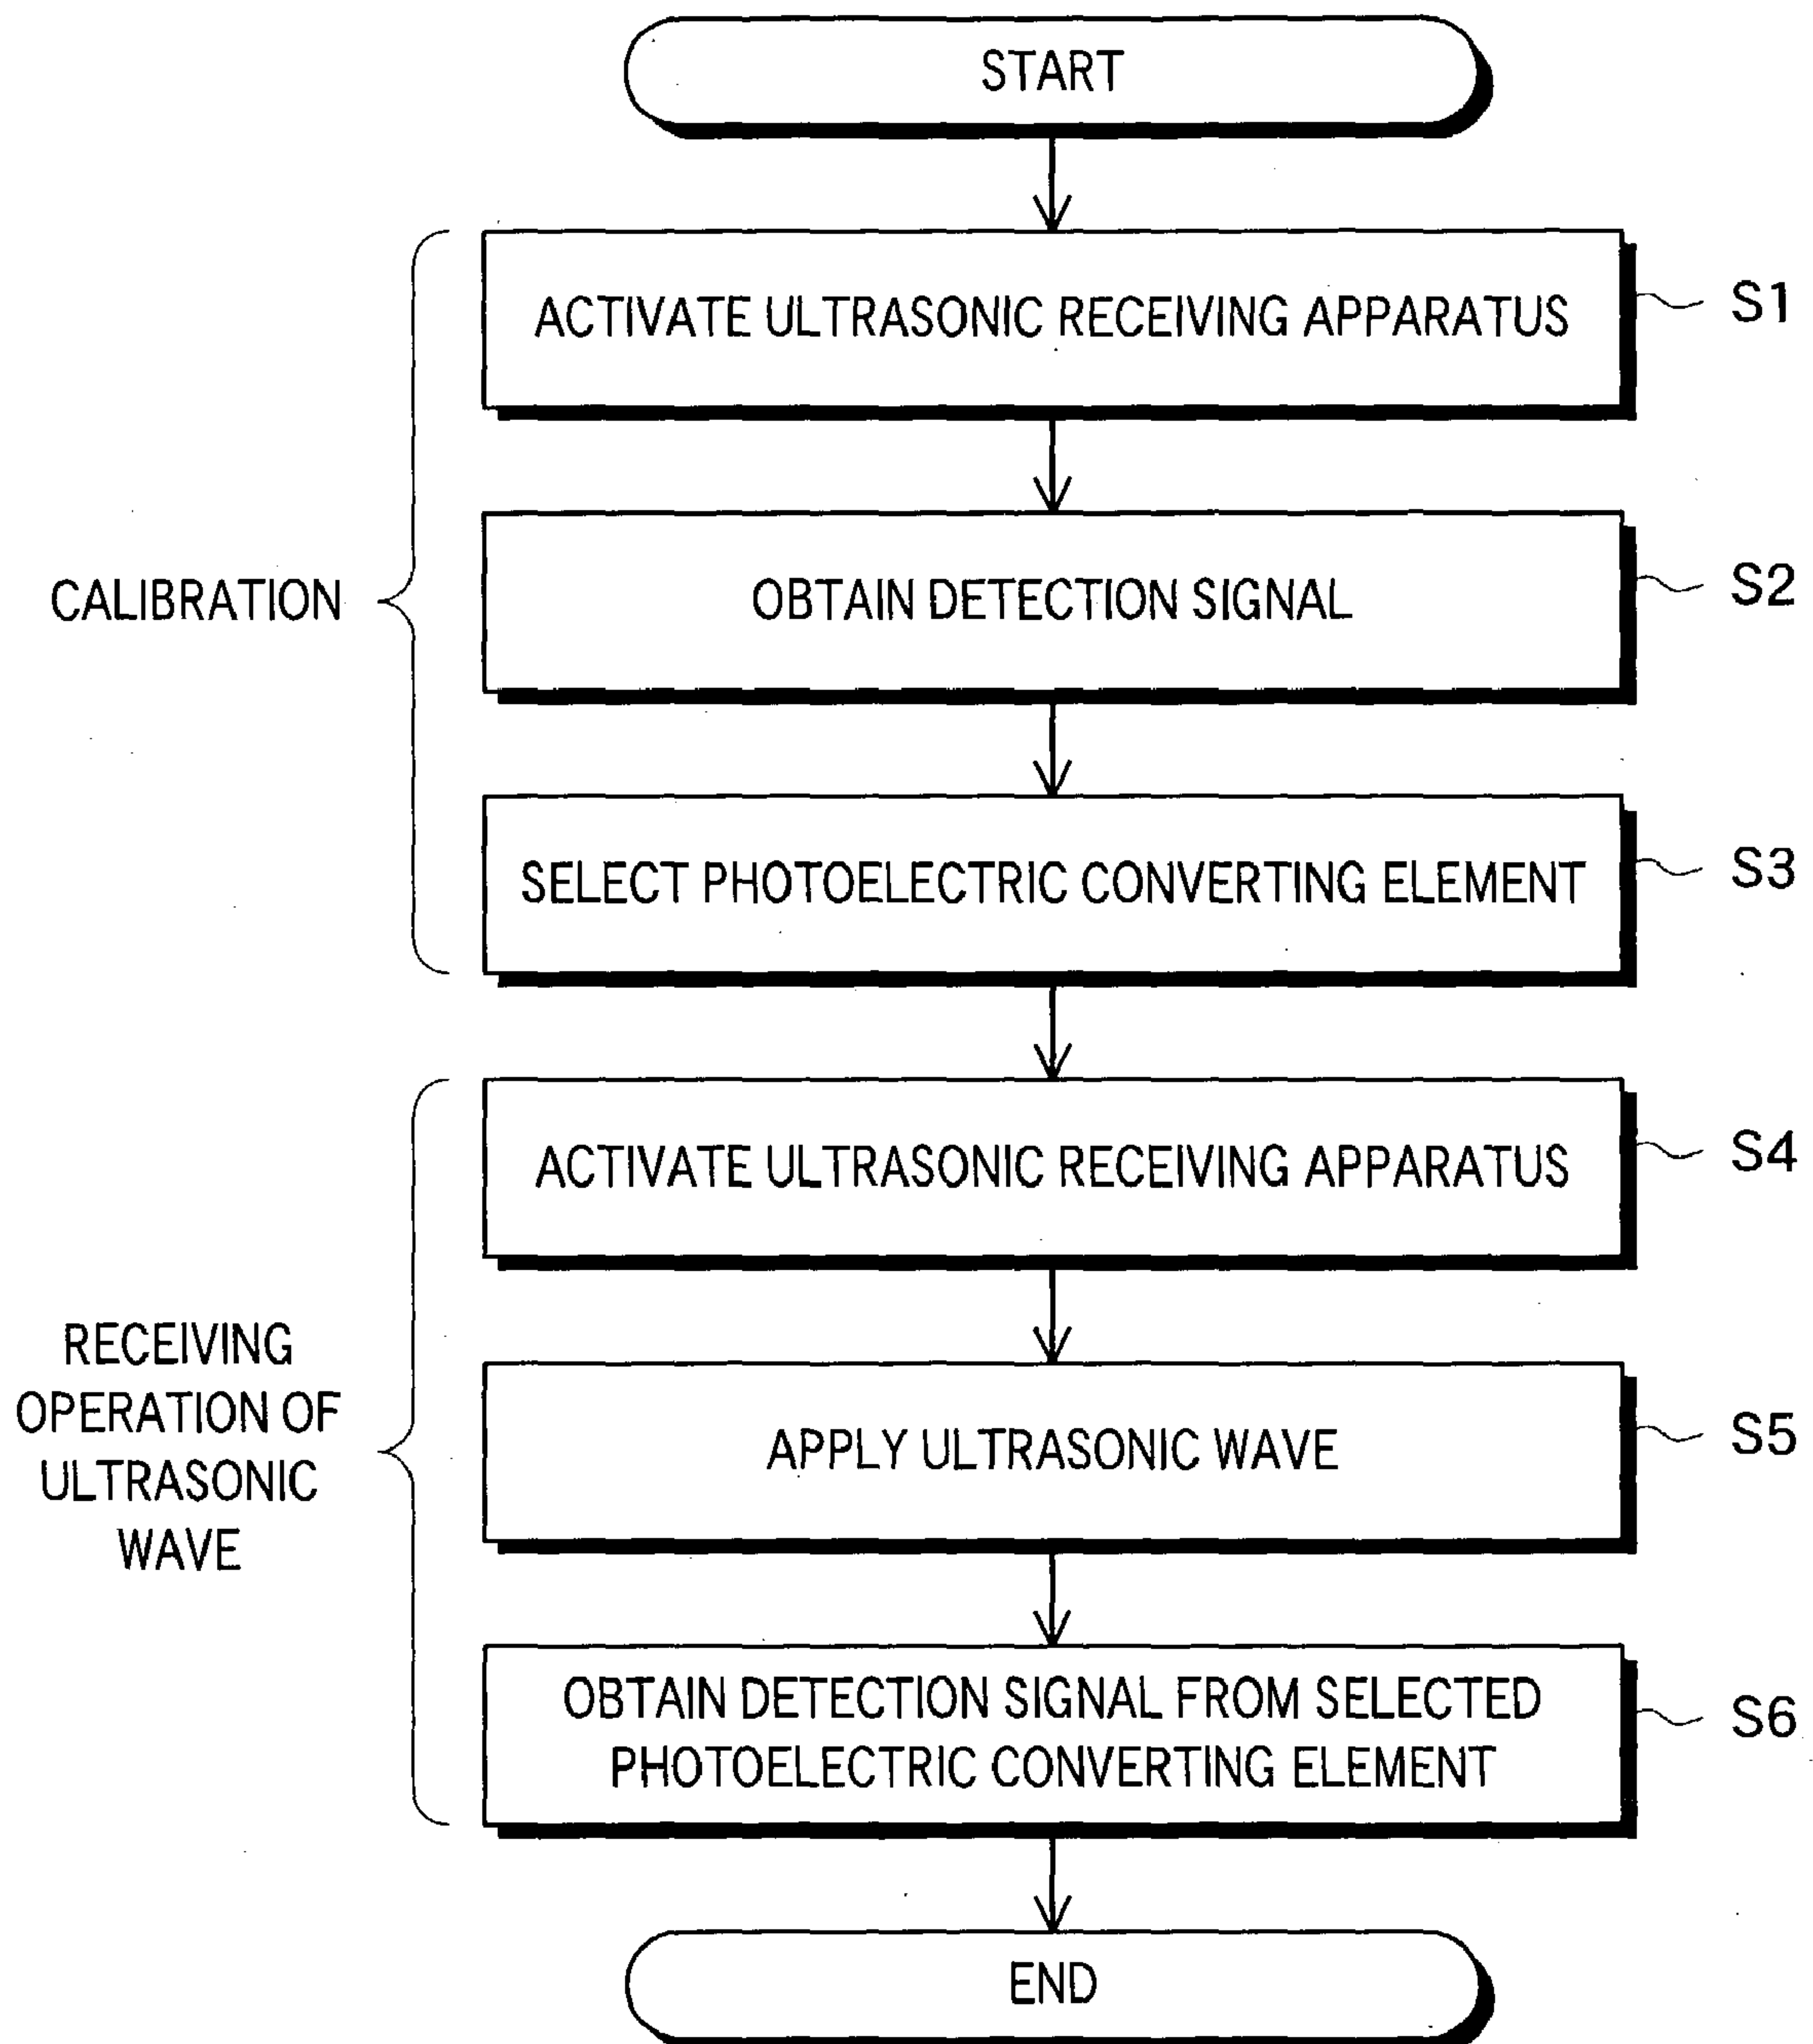 START
ACTIVATE ULTRASONIC RECEIVING APPARATUS
S1
OBTAIN DETECTION SIGNAL
S2
CALIBRATION
SELECT PHOTOELECTRIC CONVERTING ELEMENT
S3
ACTIVATE ULTRASONIC RECEIVING APPARATUS
S4
RECEIVING
OPERATION OF
ULTRASONIC
WAVE
APPLY ULTRASONIC WAVE
S5
OBTAIN DETECTION SIGNAL FROM SELECTED
PHOTOELECTRIC CONVERTING ELEMENT
S6
END